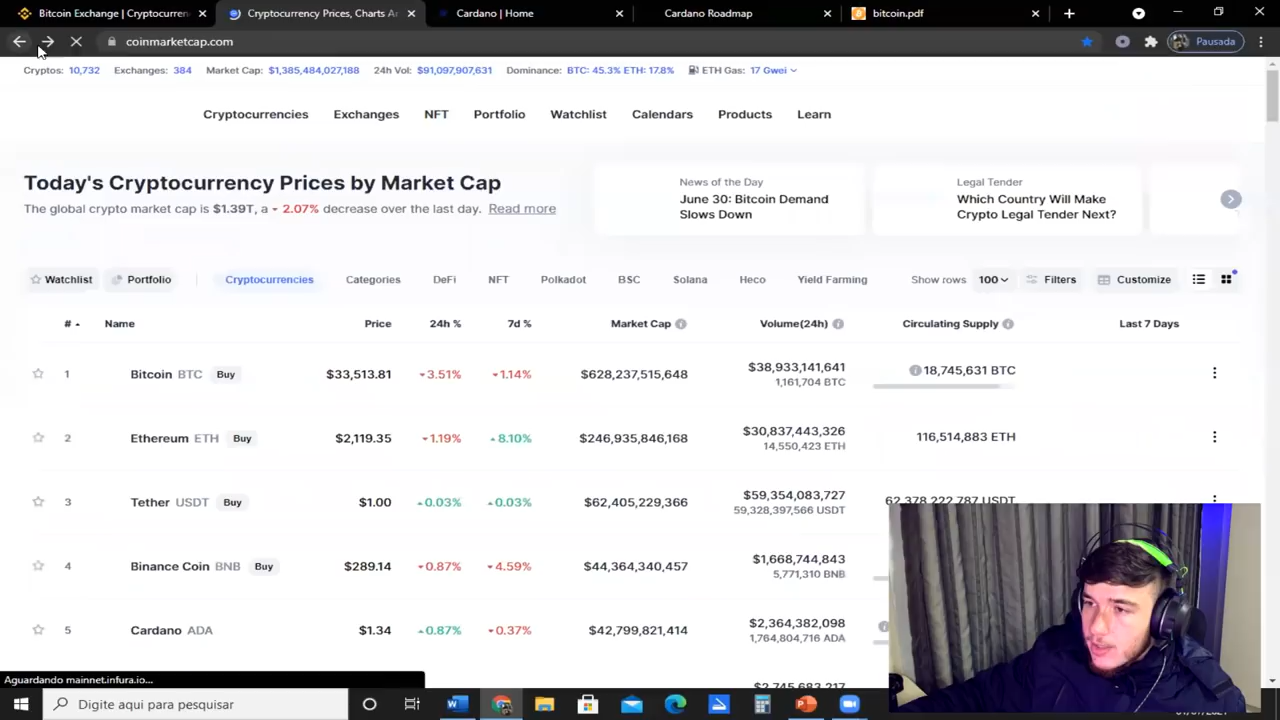 Bitcoin Exchange | Cryptocurren
Cryptocurrency Prices, Charts A
Cardano | Home
Cardano Roadmap
bitcoin.pdf
coinmarketcap.com
Pausada
Cryptos: 10,732 Exchanges: 384 Market Cap: $1,385,484,027,188 24h Vol: $91,097,907,631 Dominance: BTC: 45.3% ETH: 17.8% ETH Gas: 17 Gwei
Cryptocurrencies Exchanges NFT Portfolio Watchlist Calendars Products Learn
Today's Cryptocurrency Prices by Market Cap
The global crypto market cap is $1.39T, a 2.07% decrease over the last day. Read more
News of the Day
June 30: Bitcoin Demand
Slows Down
Legal Tender
Which Country Will Make
Crypto Legal Tender Next?
Watchlist Portfolio Cryptocurrencies Categories DeFi NFT Polkadot BSC Solana Heco Yield Farming Show rows 100 Filters Customize
# Name Price 24h % 7d % Market Cap Volume(24h) Circulating Supply Last 7 Days
1 Bitcoin BTC Buy $33,513.81 3.51% 1.14% $628,237,515,648 $38,933,141,641 18,745,631 BTC
1,161,704 BTC
2 Ethereum ETH Buy $2,119.35 1.19% 8.10% $246,935,846,168 $30,837,443,326 116,514,883 ETH
14,550,423 ETH
3 Tether USDT Buy $1.00 0.03% 0.03% $62,405,229,366 $59,354,083,727 62,378,222,787 USDT
59,328,397,566 USDT
4 Binance Coin BNB Buy $289.14 0.87% 4.59% $44,364,340,457 $1,668,744,843
5,771,310 BNB
5 Cardano ADA $1.34 0.87% 0.37% $42,799,821,414 $2,364,382,098
1,764,804,716 ADA
Aguardando mainnet.infura.io...
Digite aqui para pesquisar